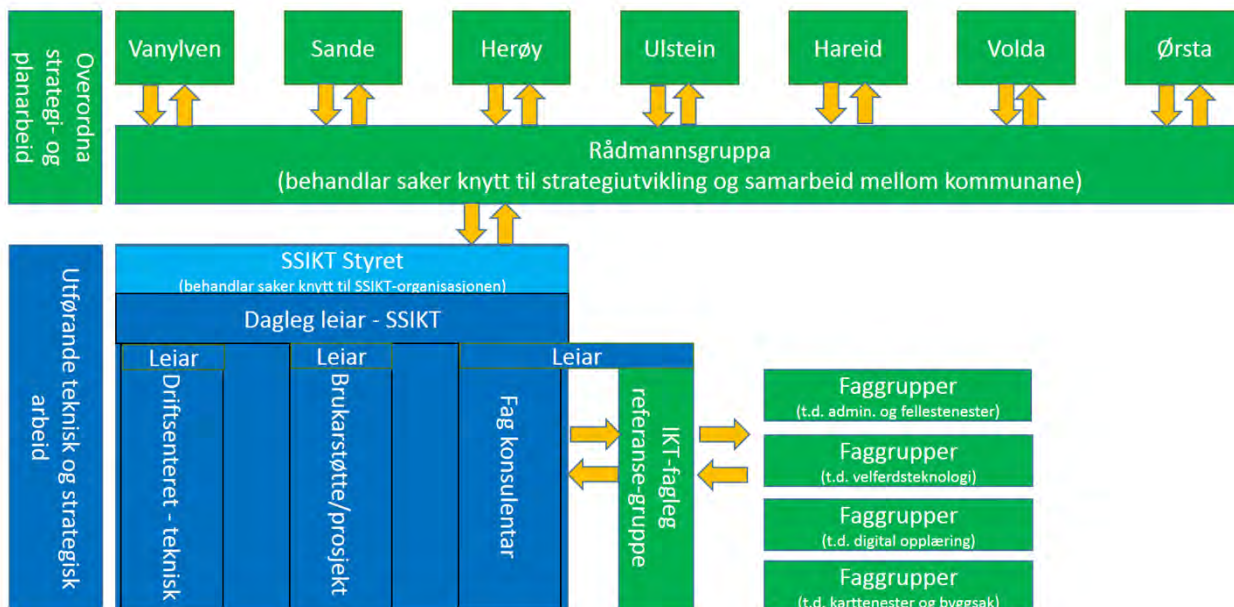 Overordna
strategi- og
planarbeid
Vanylven
Sande
Herøy
Ulstein
Hareid
Volda
Ørsta
Rådmannsgruppa
(behandlar saker knytt til strategiutvikling og samarbeid mellom kommunane)
Utførande teknisk og strategisk
arbeid
SSIKT Styret
(behandlar saker knytt til SSIKT-organisasjonen)
Dagleg leiar - SSIKT
Leiar
Leiar
Leiar
Driftsenteret - teknisk
Brukarstøtte/prosjekt
Fag konsulentar
IKT-fagleg
referanse-gruppe
Faggrupper
(t.d. admin. og fellestenester)
Faggrupper
(t.d. velferdsteknologi)
Faggrupper
(t.d. digital opplæring)
Faggrupper
(t.d. karttenester og byggsak)